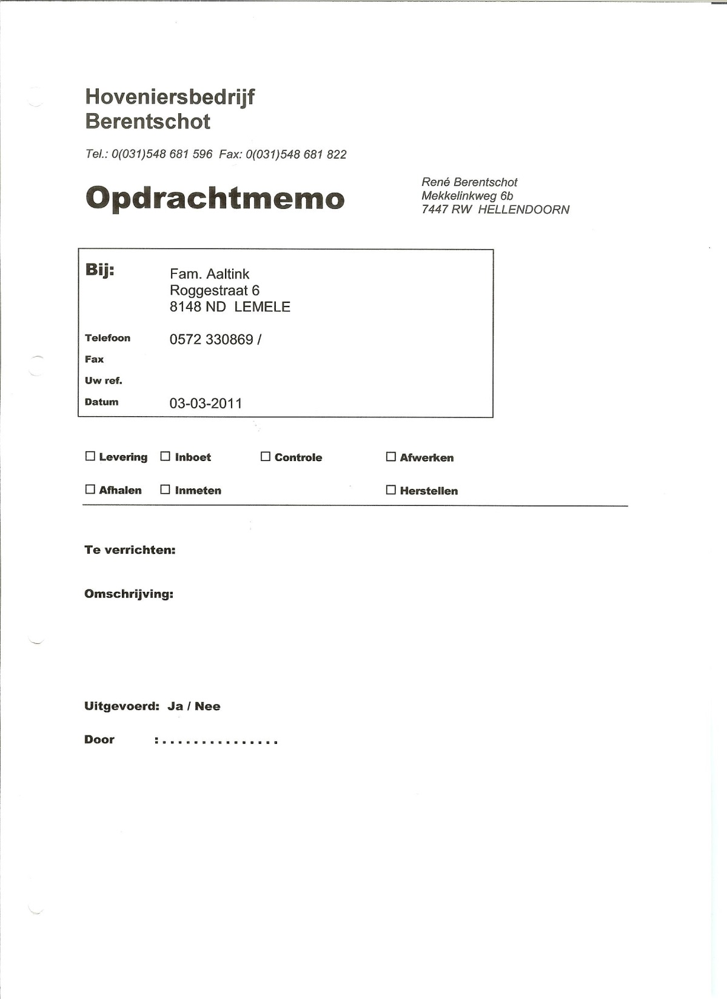 Hoveniersbedrijf
Berentschot
Tel.: 0(031)548 681 596 Fax: 0(031)548 681 822
Opdrachtmemo
René Berentschot
Mekkelinkweg 6b
7447 RW HELLENDOORN
Bij:
Fam. Aaltink
Roggestraat 6
8148 ND LEMELE
Telefoon 0572 330869 /
Fax
Uw ref.
Datum 03-03-2011
☐ Levering ☐ Inboet ☐ Controle ☐ Afwerken
☐ Afhalen ☐ Inmeten ☐ Herstellen
Te verrichten:
Omschrijving:
Uitgevoerd: Ja / Nee
Door :...............